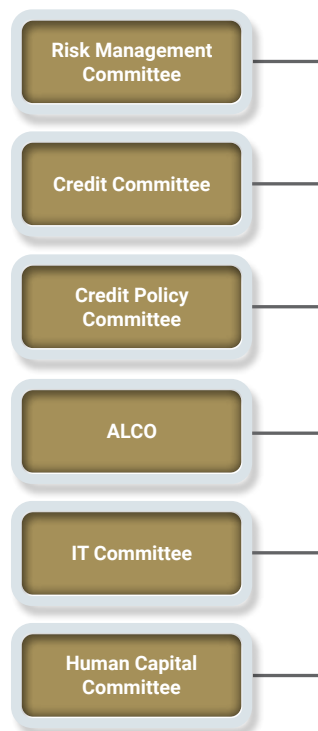 Risk Management
Committee
Credit Committee
Credit Policy
Committee
ALCO
IT Committee
Human Capital
Committee